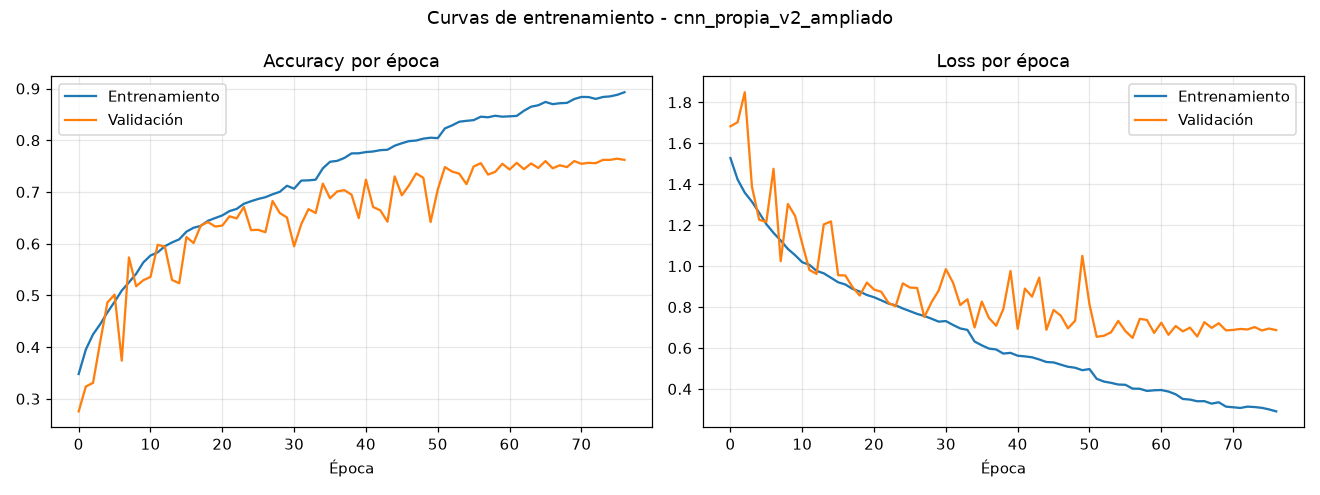 Curvas de entrenamiento - cnn_propia_v2_ampliado
Accuracy por época
Entrenamiento
Validación
0.9
0.8
0.7
0.6
0.5
0.4
0.3
0 10 20 30 40 50 60 70
Época
Loss por época
Entrenamiento
Validación
1.8
1.6
1.4
1.2
1.0
0.8
0.6
0.4
0 10 20 30 40 50 60 70
Época